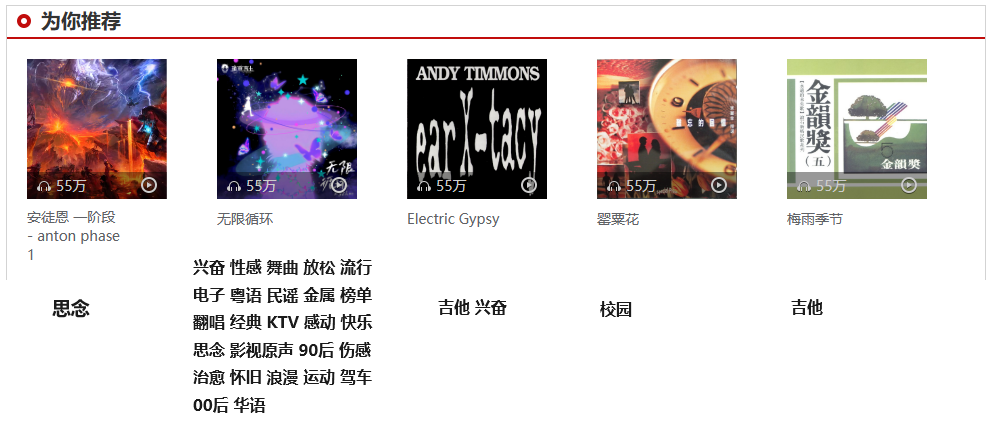 为你推荐
55万
安徒恩 一阶段
- anton phase
1
思念
无限
55万
无限循环
兴奋 性感 舞曲 放松 流行
电子 粤语 民谣 金属 榜单
翻唱 经典 KTV 感动 快乐
思念 影视原声 90后 伤感
治愈 怀旧 浪漫 运动 驾车
00后 华语
ANDY TIMMONS
ear X-tacy
55万
Electric Gypsy
吉他 兴奋
忘的
55万
罂粟花
校园
金韻獎
(五)
金韻獎
55万
梅雨季节
吉他